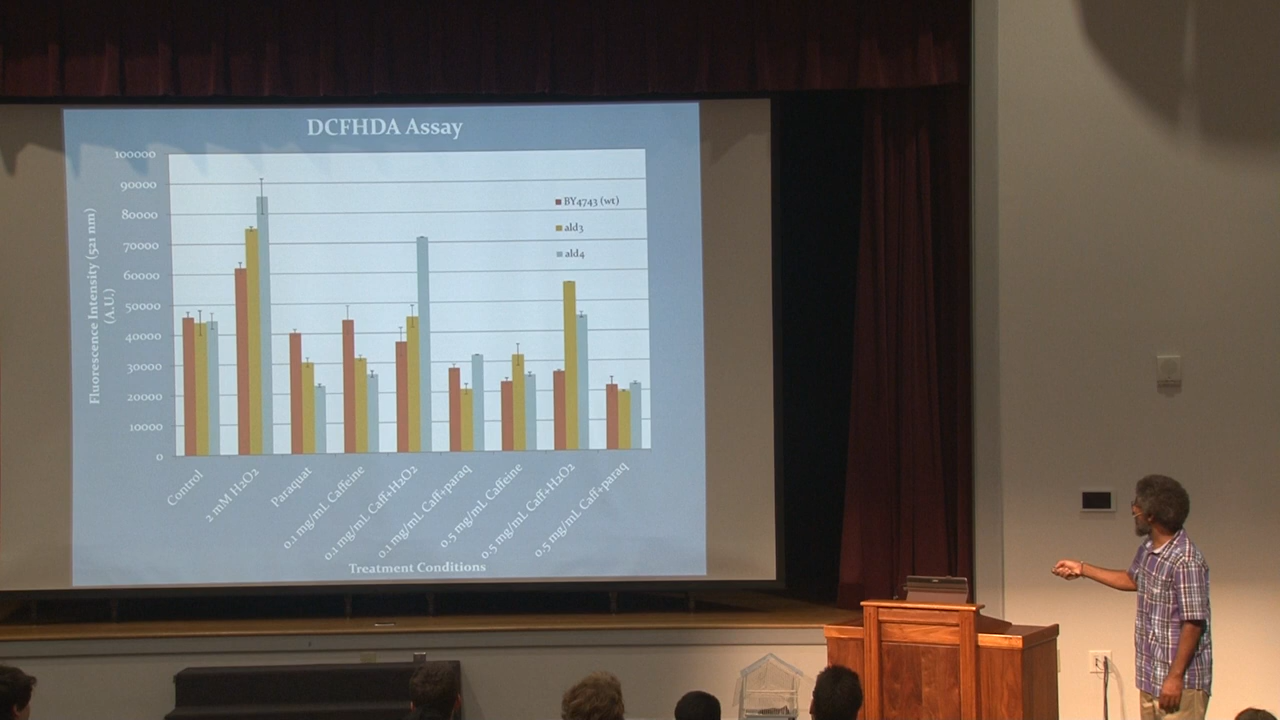 DCFHDA Assay
100000
90000
80000
70000
60000
50000
40000
30000
20000
10000
0
Fluorescence Intensity (521 nm)
(A.U.)
BY4743 (wt)
ald3
ald4
Control
2 mM H2O2
Paraquat
0.1 mg/mL Caffeine
0.1 mg/mL Caff+H2O2
0.1 mg/mL Caff+paraq
0.5 mg/mL Caffeine
0.5 mg/mL Caff+H2O2
0.5 mg/mL Caff+paraq
Treatment Conditions